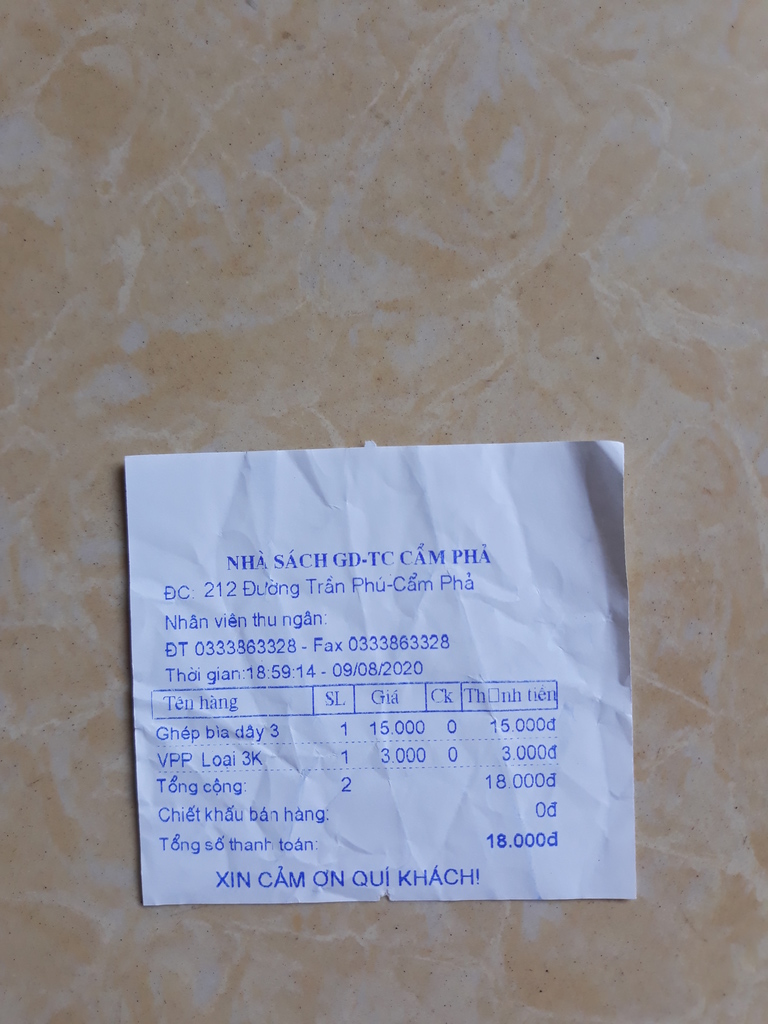 NHÀ SÁCH GD-TC CẨM PHẢ
ĐC: 212 Đường Trần Phú-Cẩm Phả
Nhân viên thu ngân:
ĐT 0333863328 - Fax 0333863328
Thời gian:18:59:14 - 09/08/2020
Tên hàng SL Giá Ck Th□nh tiền
Ghép bìa dây 3 1 15.000 0 15.000đ
VPP Loại 3K 1 3.000 0 3.000đ
Tổng cộng: 2 18.000đ
Chiết khấu bán hàng: 0đ
Tổng số thanh toán: 18.000đ
XIN CẢM ƠN QUÍ KHÁCH!